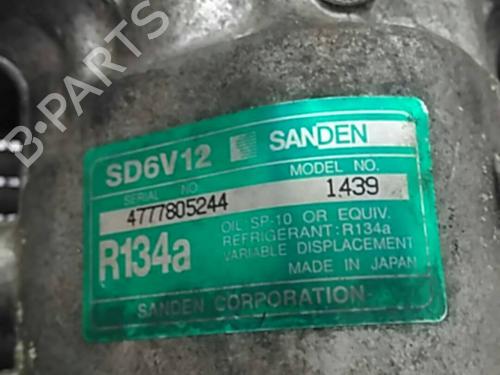 B-PARTS
SD6V12 SANDEN
SERIAL NO. MODEL NO.
4777805244 1439
R134a
OIL:SP-10 OR EQUIV.
REFRIGERANT:R134a
VARIABLE DISPLACEMENT
MADE IN JAPAN
SANDEN CORPORATION